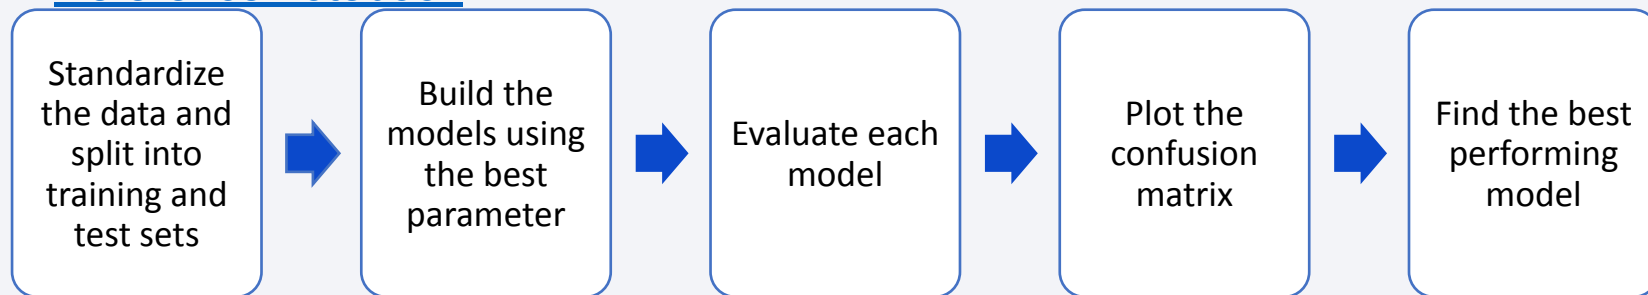 Standardize
the data and
split into
training and
test sets
Build the
models using
the best
parameter
Evaluate each
model
Plot the
confusion
matrix
Find the best
performing
model